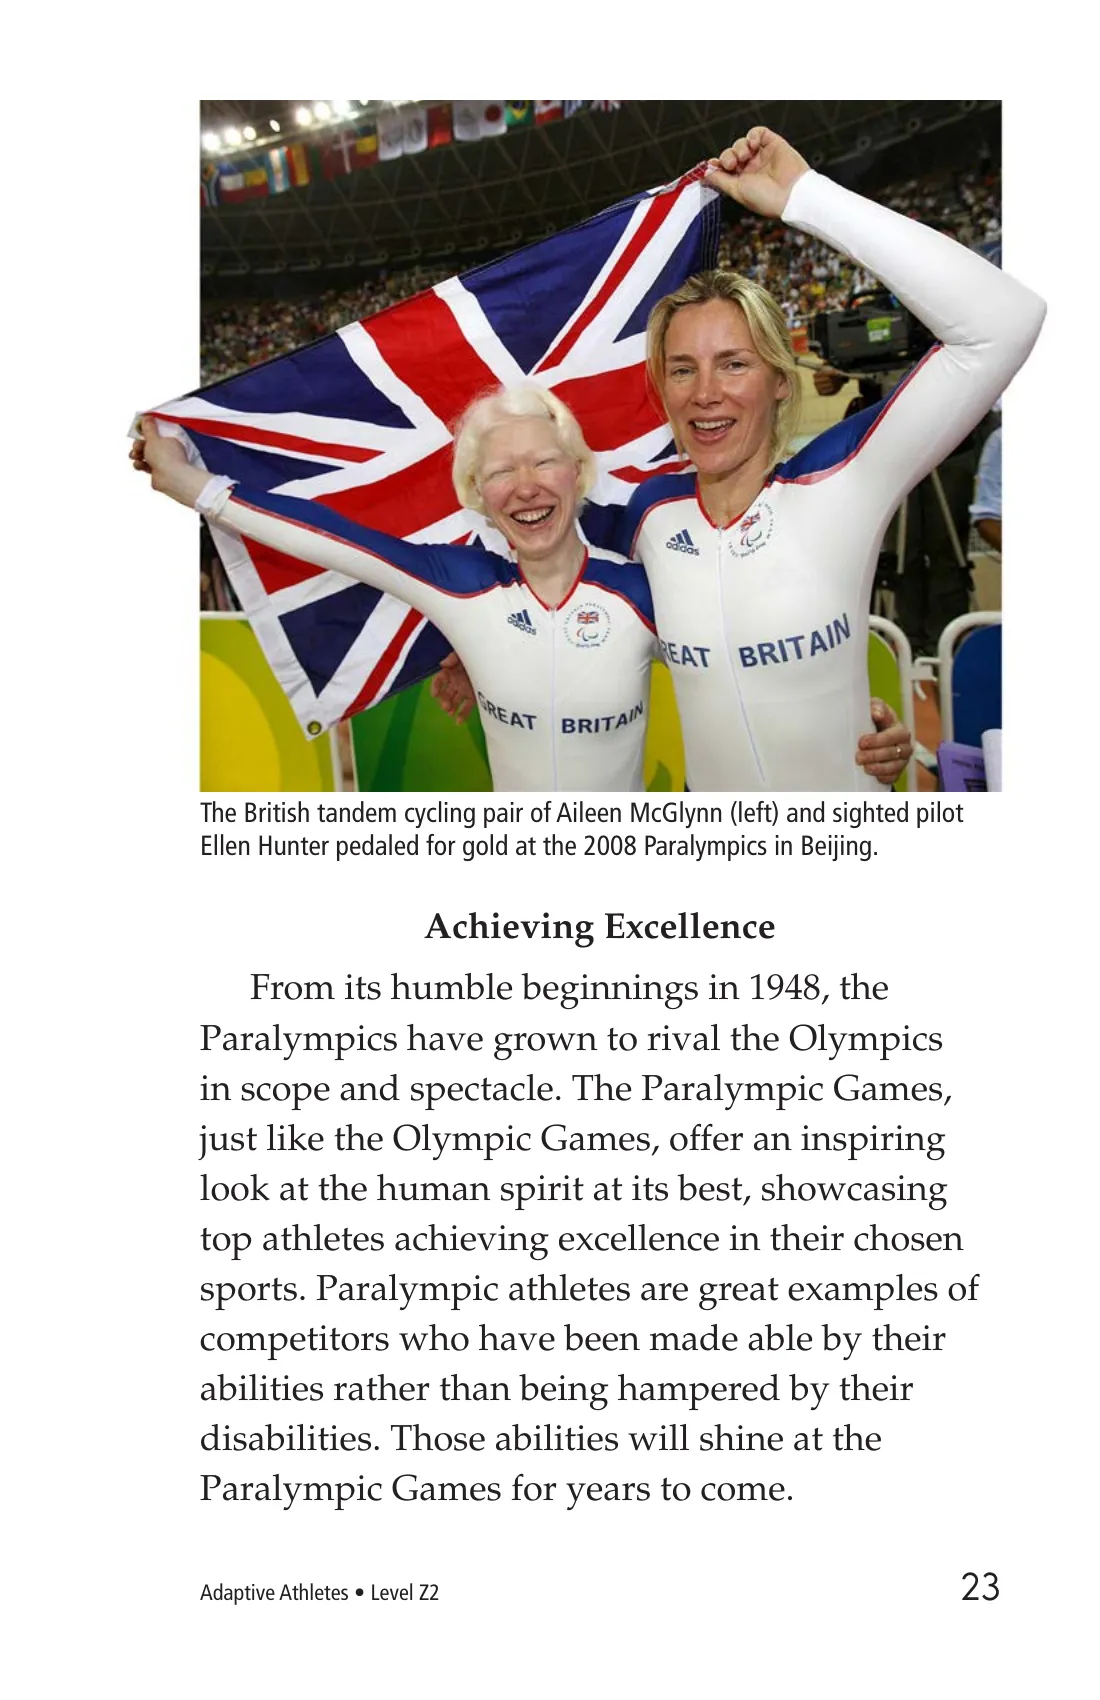 adidas
adidas
REAT BRITAIN
GREAT BRITAIN
The British tandem cycling pair of Aileen McGlynn (left) and sighted pilot
Ellen Hunter pedaled for gold at the 2008 Paralympics in Beijing.
Achieving Excellence
From its humble beginnings in 1948, the
Paralympics have grown to rival the Olympics
in scope and spectacle. The Paralympic Games,
just like the Olympic Games, offer an inspiring
look at the human spirit at its best, showcasing
top athletes achieving excellence in their chosen
sports. Paralympic athletes are great examples of
competitors who have been made able by their
abilities rather than being hampered by their
disabilities. Those abilities will shine at the
Paralympic Games for years to come.
Adaptive Athletes • Level Z2
23